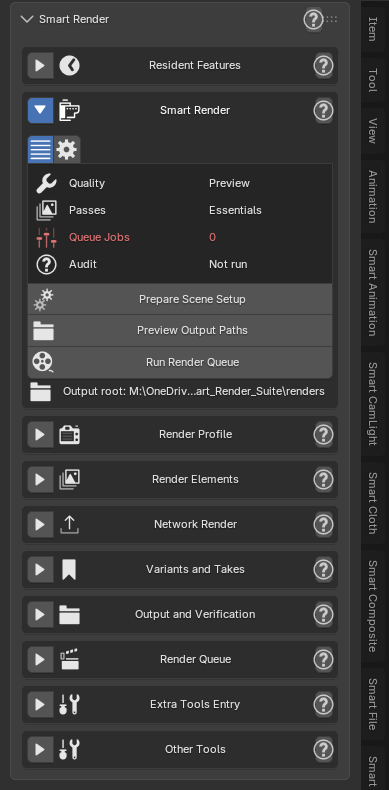 Smart Render
Resident Features
Smart Render
Quality Preview
Passes Essentials
Queue Jobs 0
Audit Not run
Prepare Scene Setup
Preview Output Paths
Run Render Queue
Output root: M:\OneDriv...art_Render_Suite\renders
Render Profile
Render Elements
Network Render
Variants and Takes
Output and Verification
Render Queue
Extra Tools Entry
Other Tools
Item
Tool
View
Animation
Smart Animation
Smart CamLight
Smart Cloth
Smart Composite
Smart File
Smart